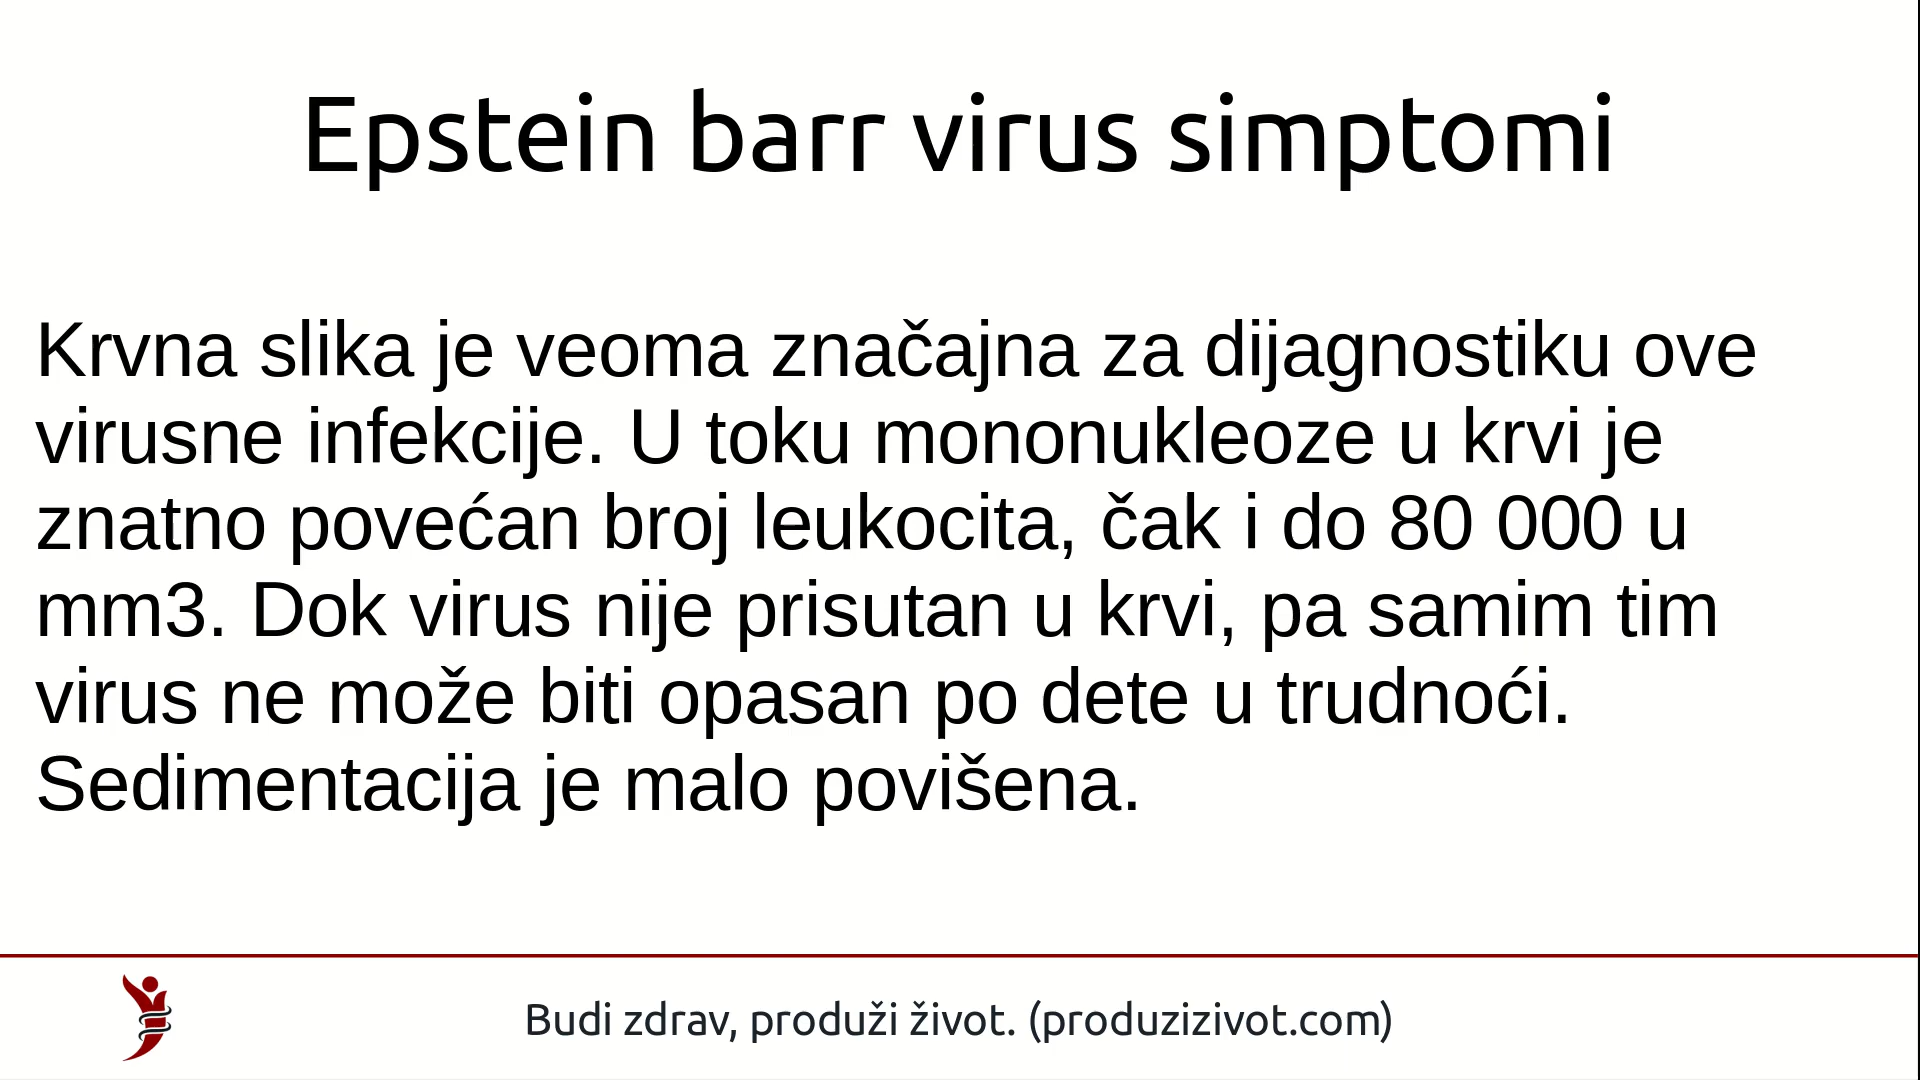 Epstein barr virus simptomi
Krvna slika je veoma značajna za dijagnostiku ove
virusne infekcije. U toku mononukleoze u krvi je
znatno povećan broj leukocita, čak i do 80 000 u
mm3. Dok virus nije prisutan u krvi, pa samim tim
virus ne može biti opasan po dete u trudnoći.
Sedimentacija je malo povišena.
Budi zdrav, produži život. (produzizivot.com)